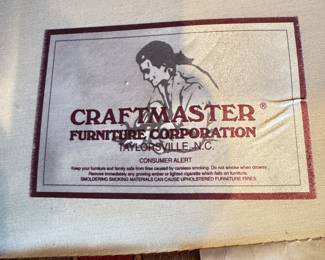 CRAFTMASTER®
FURNITURE CORPORATION
TAYLORSVILLE, N.C.
CONSUMER ALERT
Keep your furniture and family safe from fires caused by careless smoking. Do not smoke when drowsy.
Remove immediately any glowing ember or lighted cigarette which falls on furniture.
SMOLDERING SMOKING MATERIALS CAN CAUSE UPHOLSTERED FURNITURE FIRES